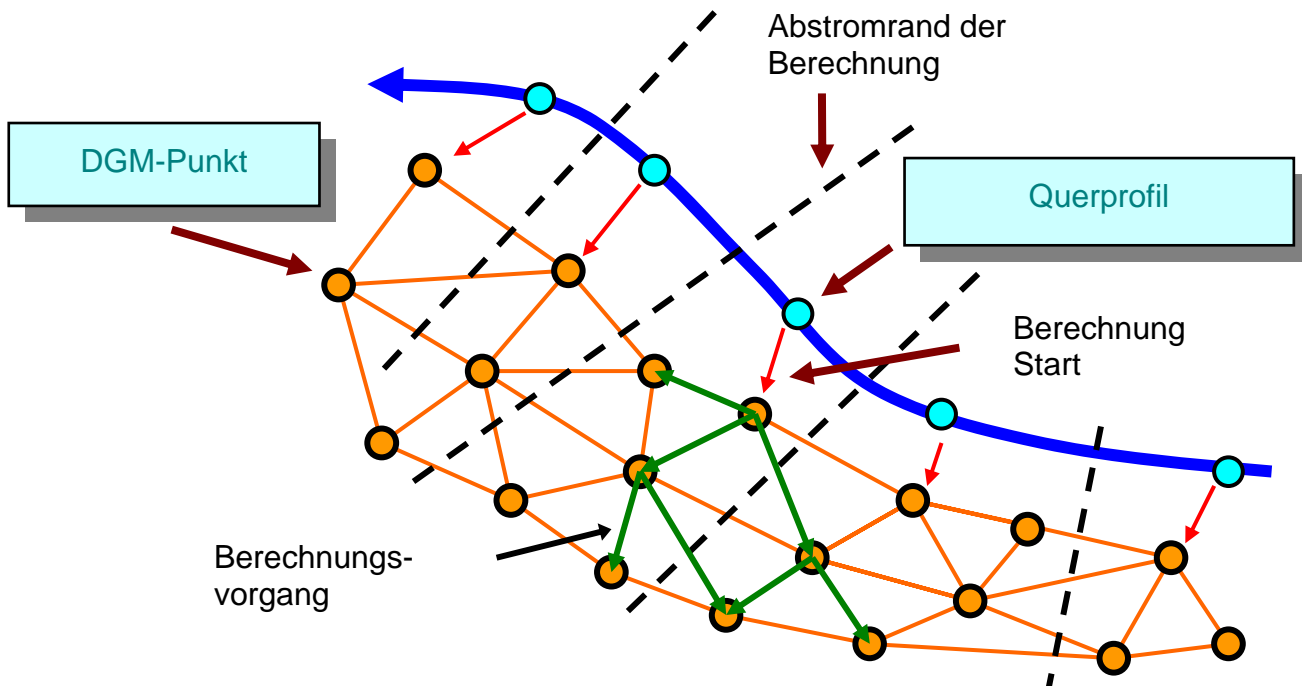 Abstromrand der
Berechnung
DGM-Punkt
Querprofil
Berechnung
Start
Berechnungs-
vorgang